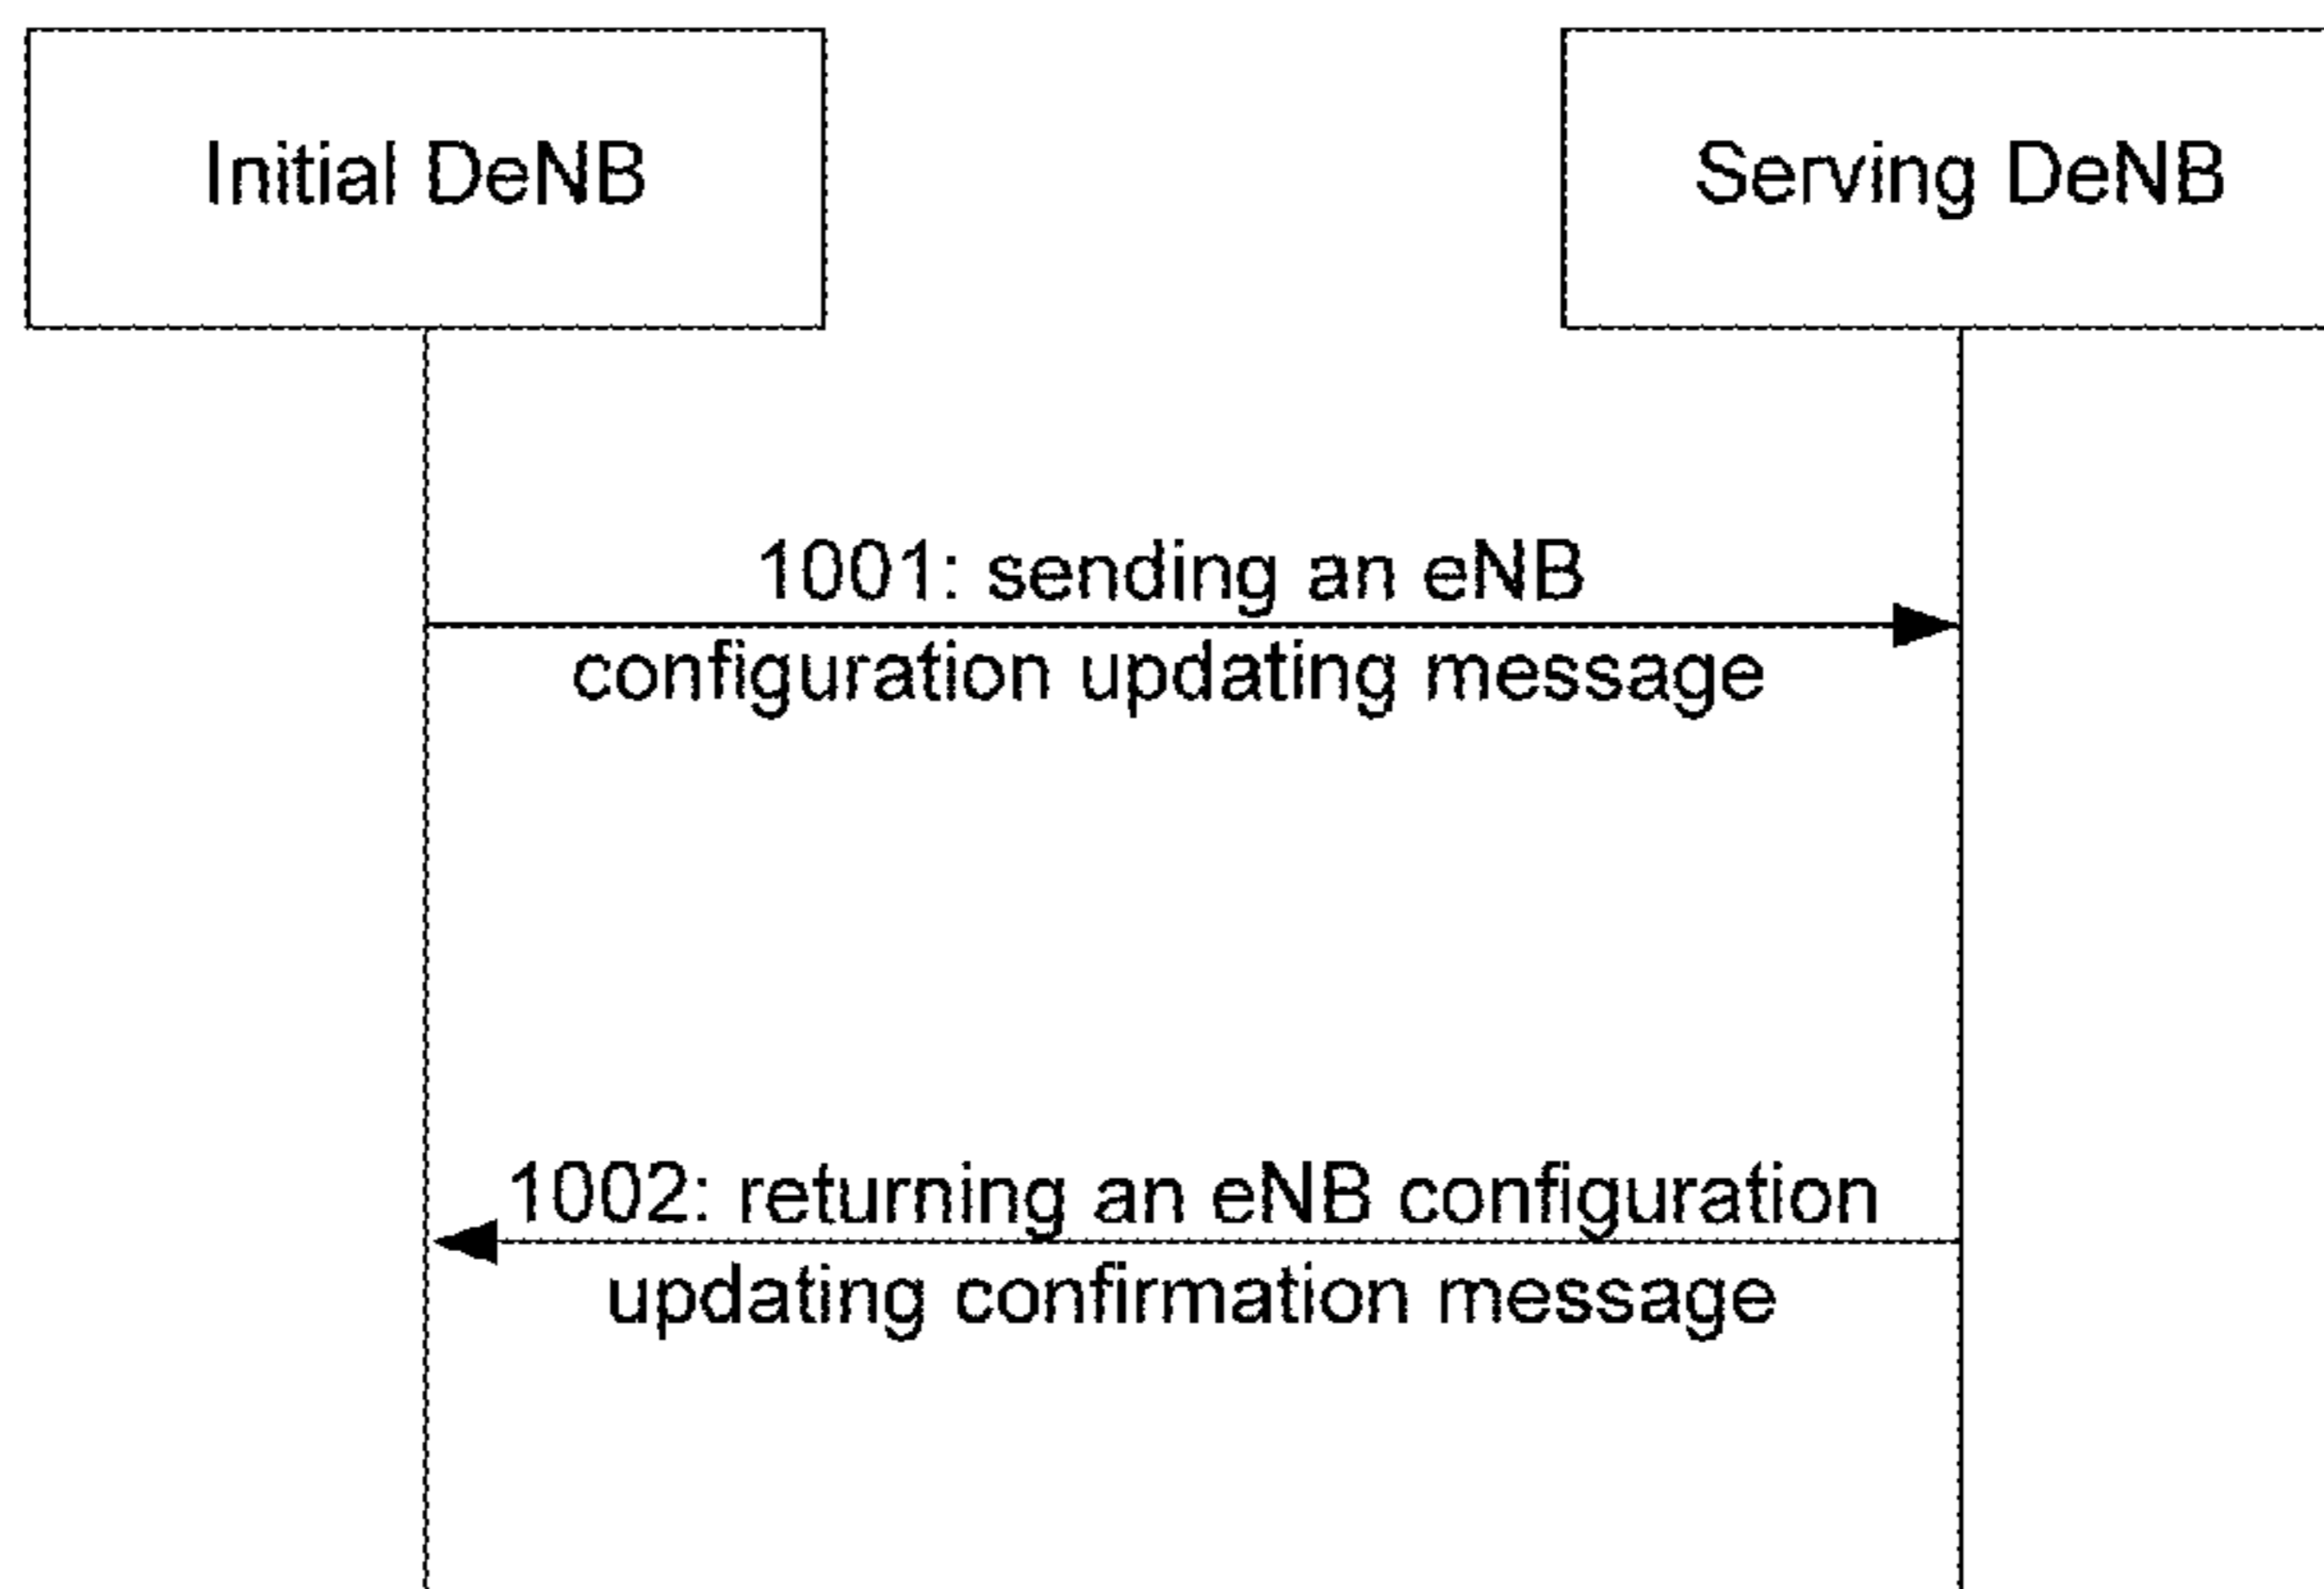 Initial DeNB
Serving DeNB
1001: sending an eNB
configuration updating message
1002: returning an eNB configuration
updating confirmation message